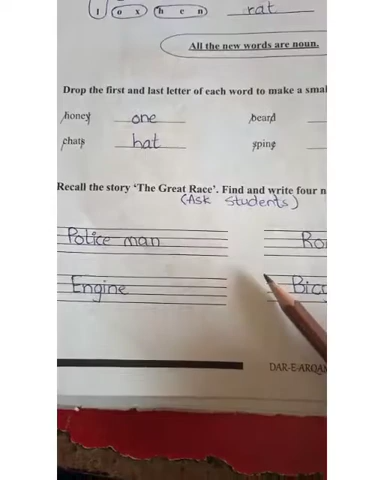 l o x h e n rat
All the new words are noun.
Drop the first and last letter of each word to make a
honey one beard
chats hat spine
Recall the story 'The Great Race'. Find and write four
(Ask Students)
Police man
Engine
DAR-E-ARQAM